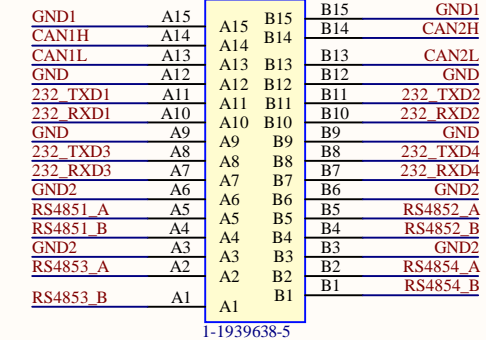 GND1 A15 A15 B15 B15 GND1
CAN1H A14 A14 B14 B14 CAN2H
CAN1L A13 A13 B13 B13 CAN2L
GND A12 A12 B12 B12 GND
232_TXD1 A11 A11 B11 B11 232_TXD2
232_RXD1 A10 A10 B10 B10 232_RXD2
GND A9 A9 B9 B9 GND
232_TXD3 A8 A8 B8 B8 232_TXD4
232_RXD3 A7 A7 B7 B7 232_RXD4
GND2 A6 A6 B6 B6 GND2
RS4851_A A5 A5 B5 B5 RS4852_A
RS4851_B A4 A4 B4 B4 RS4852_B
GND2 A3 A3 B3 B3 GND2
RS4853_A A2 A2 B2 B2 RS4854_A
RS4853_B A1 A1 B1 B1 RS4854_B
1-1939638-5